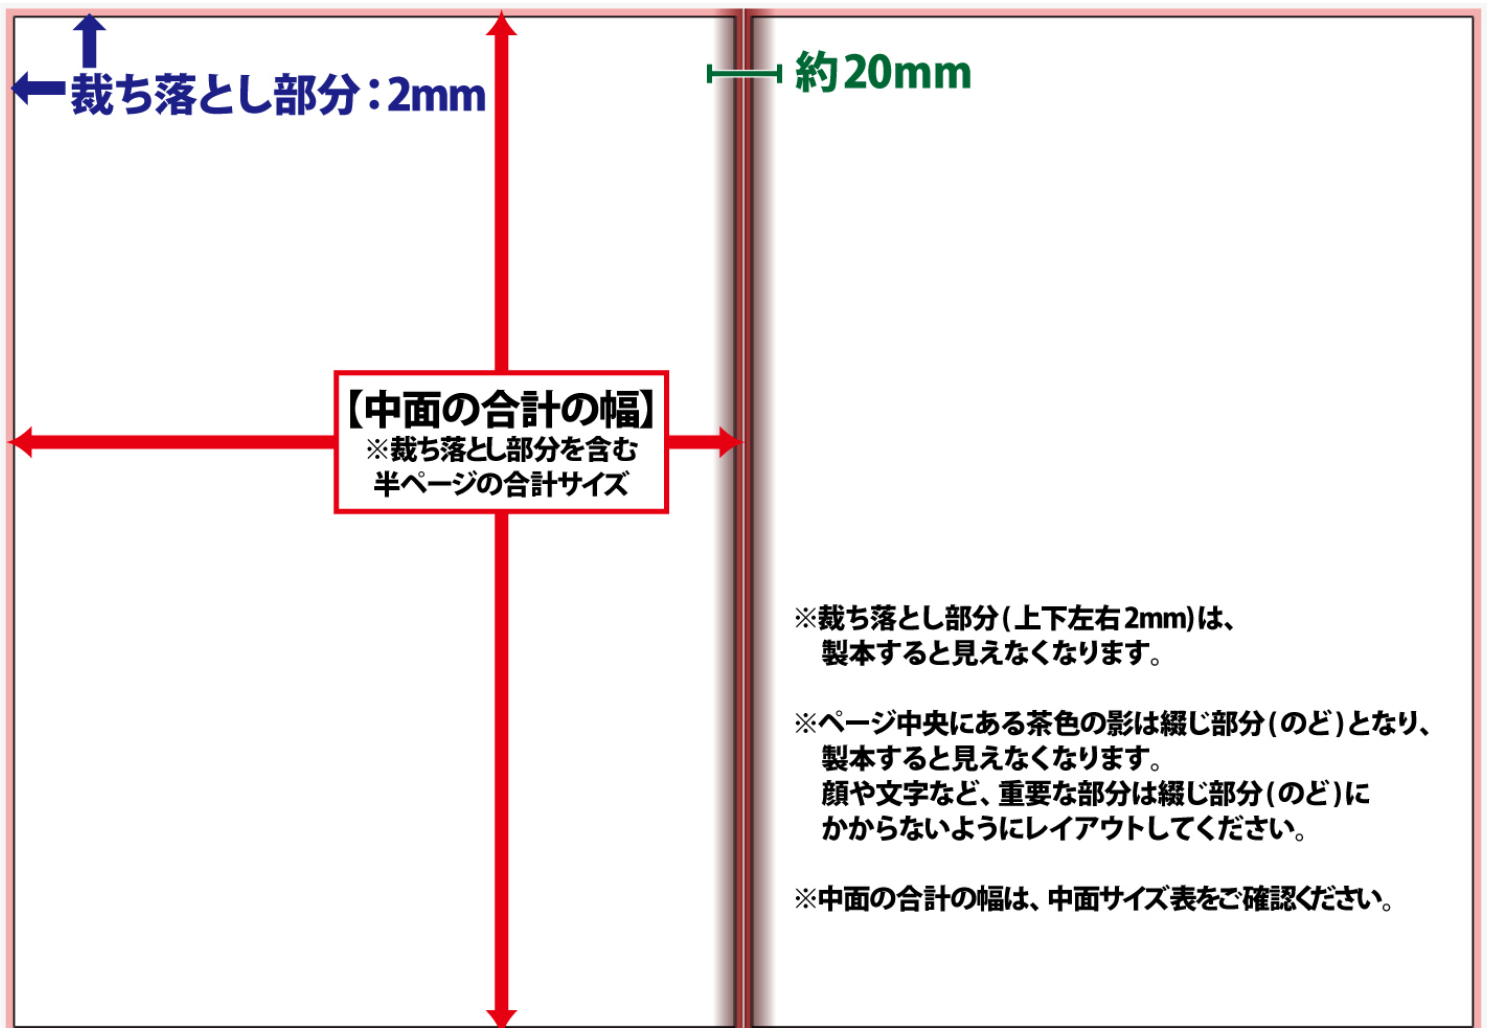 裁ち落とし部分：2mm
約20mm
【中面の合計の幅】
※裁ち落とし部分を含む
半ページの合計サイズ
※裁ち落とし部分(上下左右2mm)は、
製本すると見えなくなります。
※ページ中央にある茶色の影は綴じ部分(のど)となり、
製本すると見えなくなります。
顔や文字など、重要な部分は綴じ部分(のど)に
かからないようにレイアウトしてください。
※中面の合計の幅は、中面サイズ表をご確認ください。